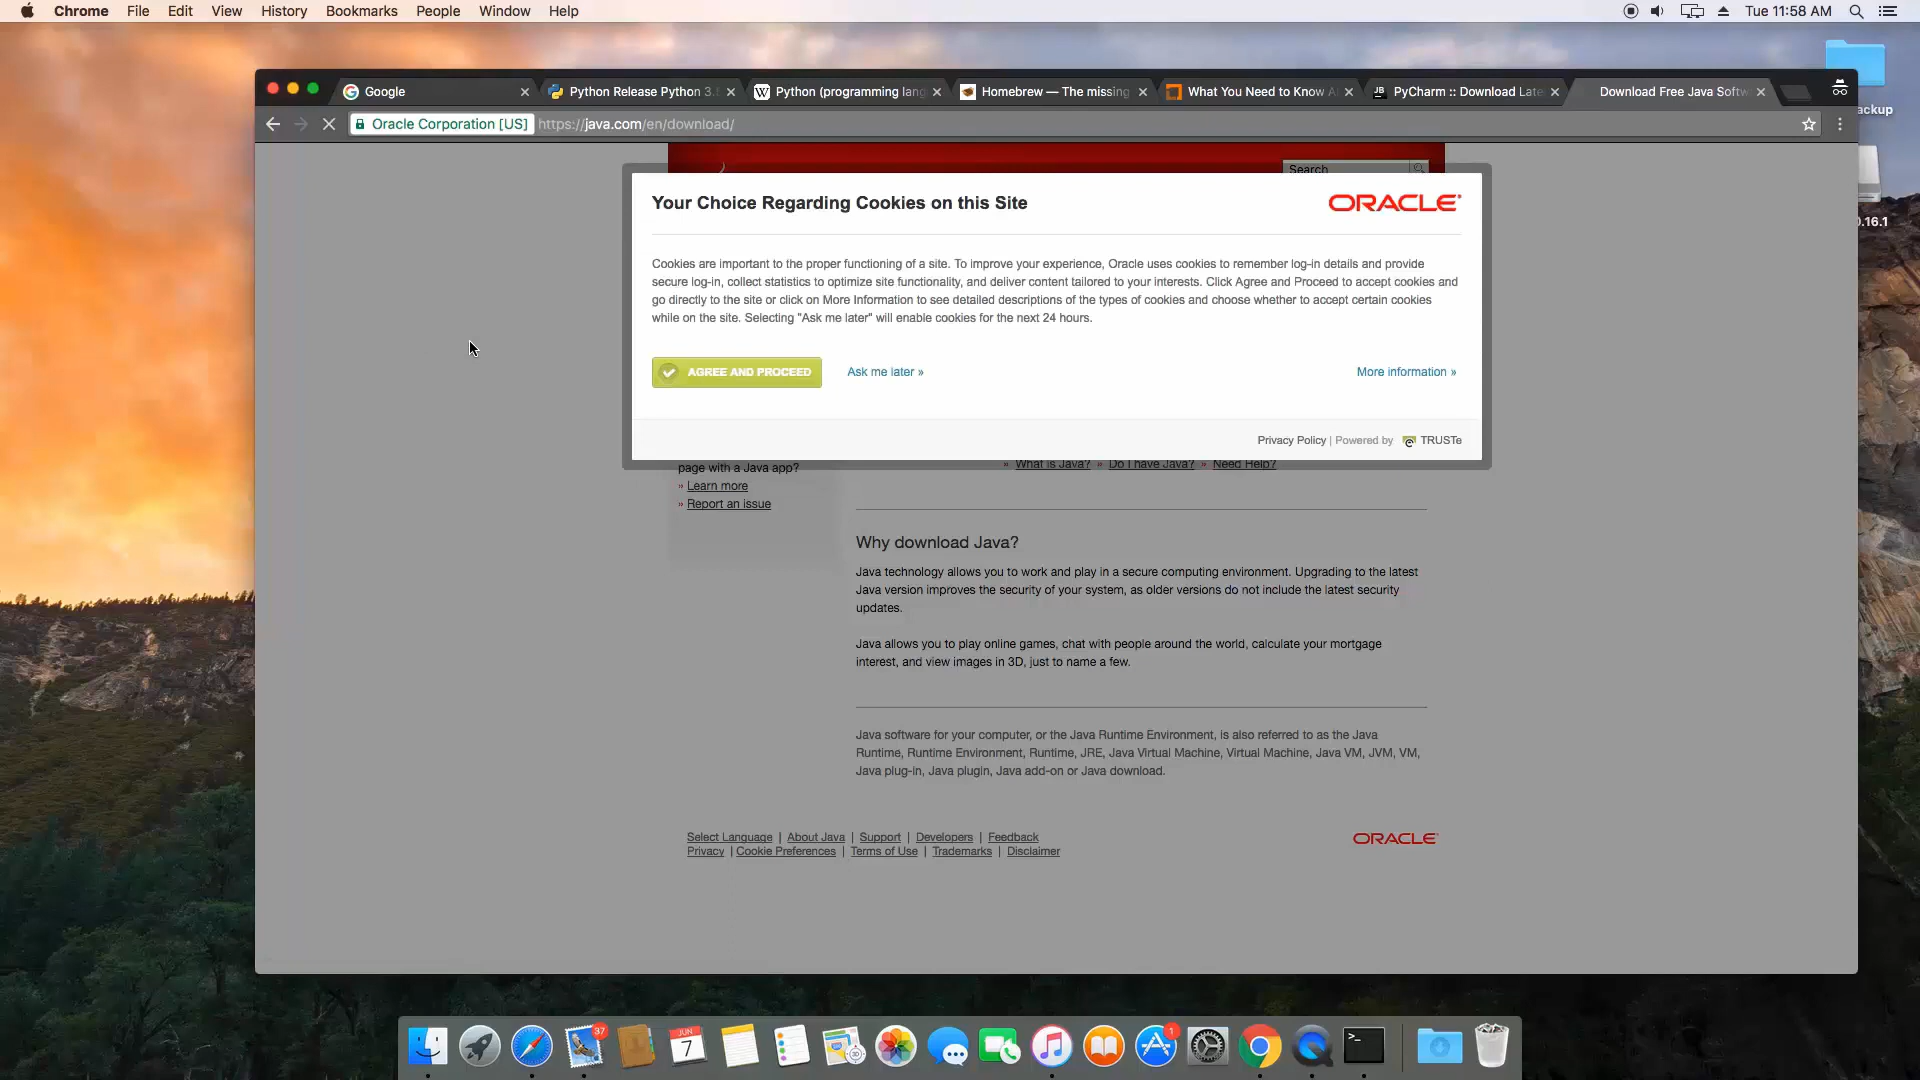 Chrome File Edit View History Bookmarks People Window Help
Tue 11:58 AM
Google
Python Release Python 3.
Python (programming lang
Homebrew — The missing
What You Need to Know A
JB
PyCharm :: Download Late
Download Free Java Softw
ackup
Oracle Corporation [US] https://java.com/en/download/
Search
Your Choice Regarding Cookies on this Site
ORACLE
.16.1
Cookies are important to the proper functioning of a site. To improve your experience, Oracle uses cookies to remember log-in details and provide
secure log-in, collect statistics to optimize site functionality, and deliver content tailored to your interests. Click Agree and Proceed to accept cookies and
go directly to the site or click on More Information to see detailed descriptions of the types of cookies and choose whether to accept certain cookies
while on the site. Selecting "Ask me later" will enable cookies for the next 24 hours.
AGREE AND PROCEED
Ask me later »
More information »
Privacy Policy | Powered by TRUSTe
page with a Java app?
» What is Java? » Do I have Java? » Need Help?
» Learn more
» Report an issue
Why download Java?
Java technology allows you to work and play in a secure computing environment. Upgrading to the latest
Java version improves the security of your system, as older versions do not include the latest security
updates.
Java allows you to play online games, chat with people around the world, calculate your mortgage
interest, and view images in 3D, just to name a few.
Java software for your computer, or the Java Runtime Environment, is also referred to as the Java
Runtime, Runtime Environment, Runtime, JRE, Java Virtual Machine, Virtual Machine, Java VM, JVM, VM,
Java plug-in, Java plugin, Java add-on or Java download.
Select Language | About Java | Support | Developers | Feedback
Privacy | Cookie Preferences | Terms of Use | Trademarks | Disclaimer
ORACLE
37
JUN
7
1